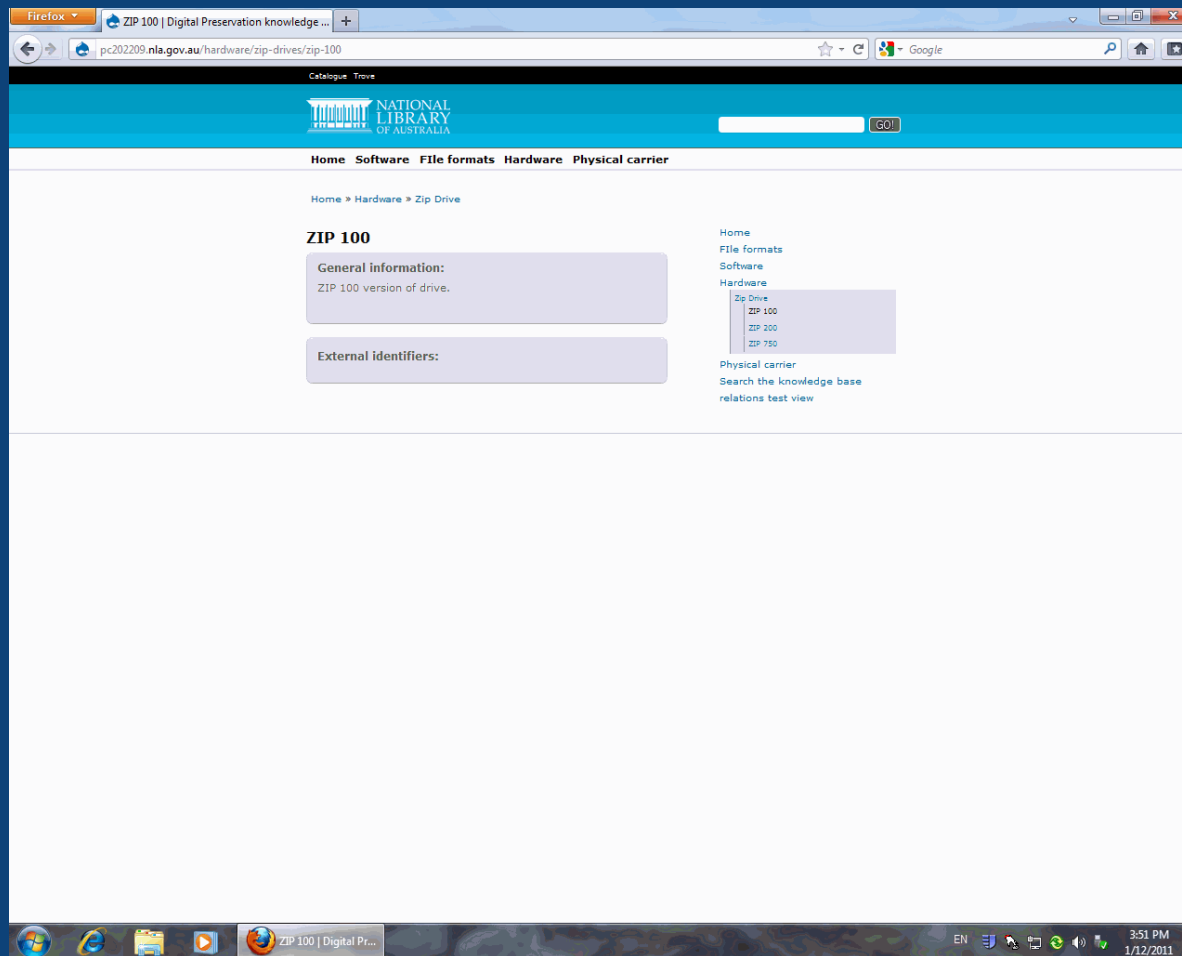 Firefox
ZIP 100 | Digital Preservation knowledge ...
pc202209.nla.gov.au/hardware/zip-drives/zip-100
Google
Catalogue Trove
NATIONAL
LIBRARY
OF AUSTRALIA
GO!
Home Software FIle formats Hardware Physical carrier
Home » Hardware » Zip Drive
ZIP 100
General information:
ZIP 100 version of drive.
External identifiers:
Home
FIle formats
Software
Hardware
Zip Drive
ZIP 100
ZIP 200
ZIP 750
Physical carrier
Search the knowledge base
relations test view
ZIP 100 | Digital Pr...
EN
3:51 PM
1/12/2011